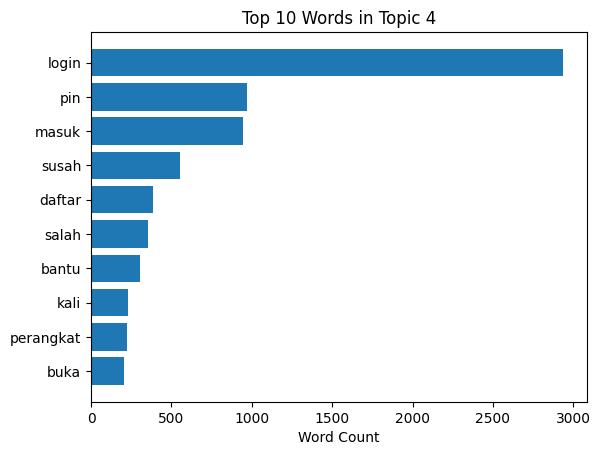 Top 10 Words in Topic 4
login
pin
masuk
susah
daftar
salah
bantu
kali
perangkat
buka
0 500 1000 1500 2000 2500 3000
Word Count